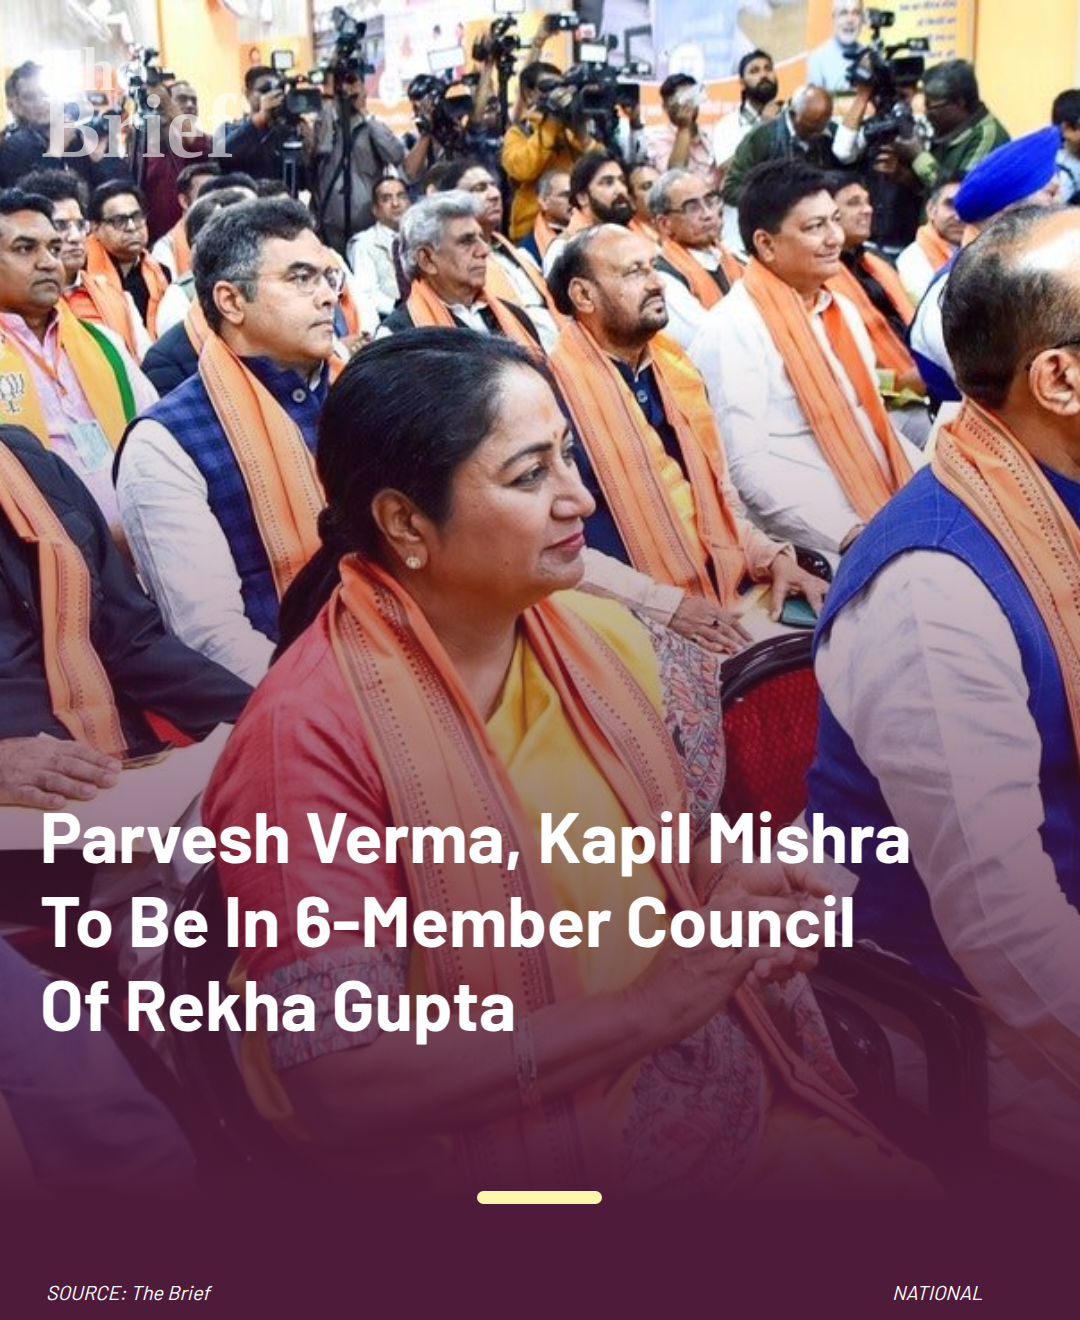 The
Brief
Parvesh Verma, Kapil Mishra
To Be In 6-Member Council
Of Rekha Gupta
SOURCE: The Brief
NATIONAL